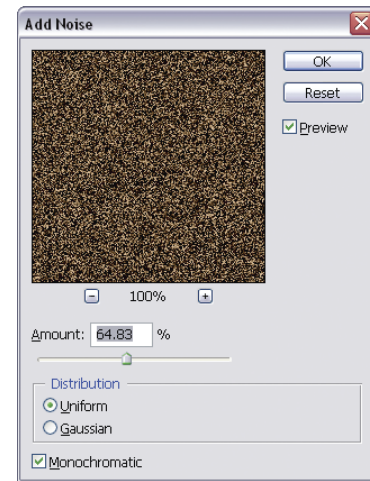 Add Noise
OK
Reset
Preview
100%
Amount: 64.83 %
Distribution
Uniform
Gaussian
Monochromatic